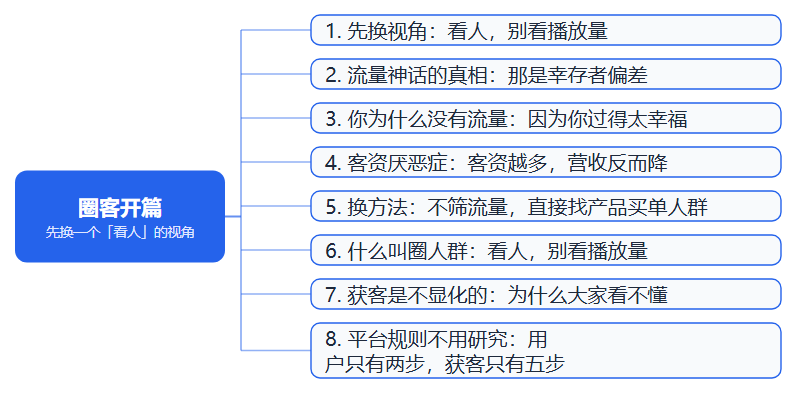 圈客开篇
先换一个「看人」的视角
1. 先换视角：看人，别看播放量
2. 流量神话的真相：那是幸存者偏差
3. 你为什么没有流量：因为你过得太幸福
4. 客资厌恶症：客资越多，营收反而降
5. 换方法：不筛流量，直接找产品买单人群
6. 什么叫圈人群：看人，别看播放量
7. 获客是不显化的：为什么大家看不懂
8. 平台规则不用研究：用
户只有两步，获客只有五步